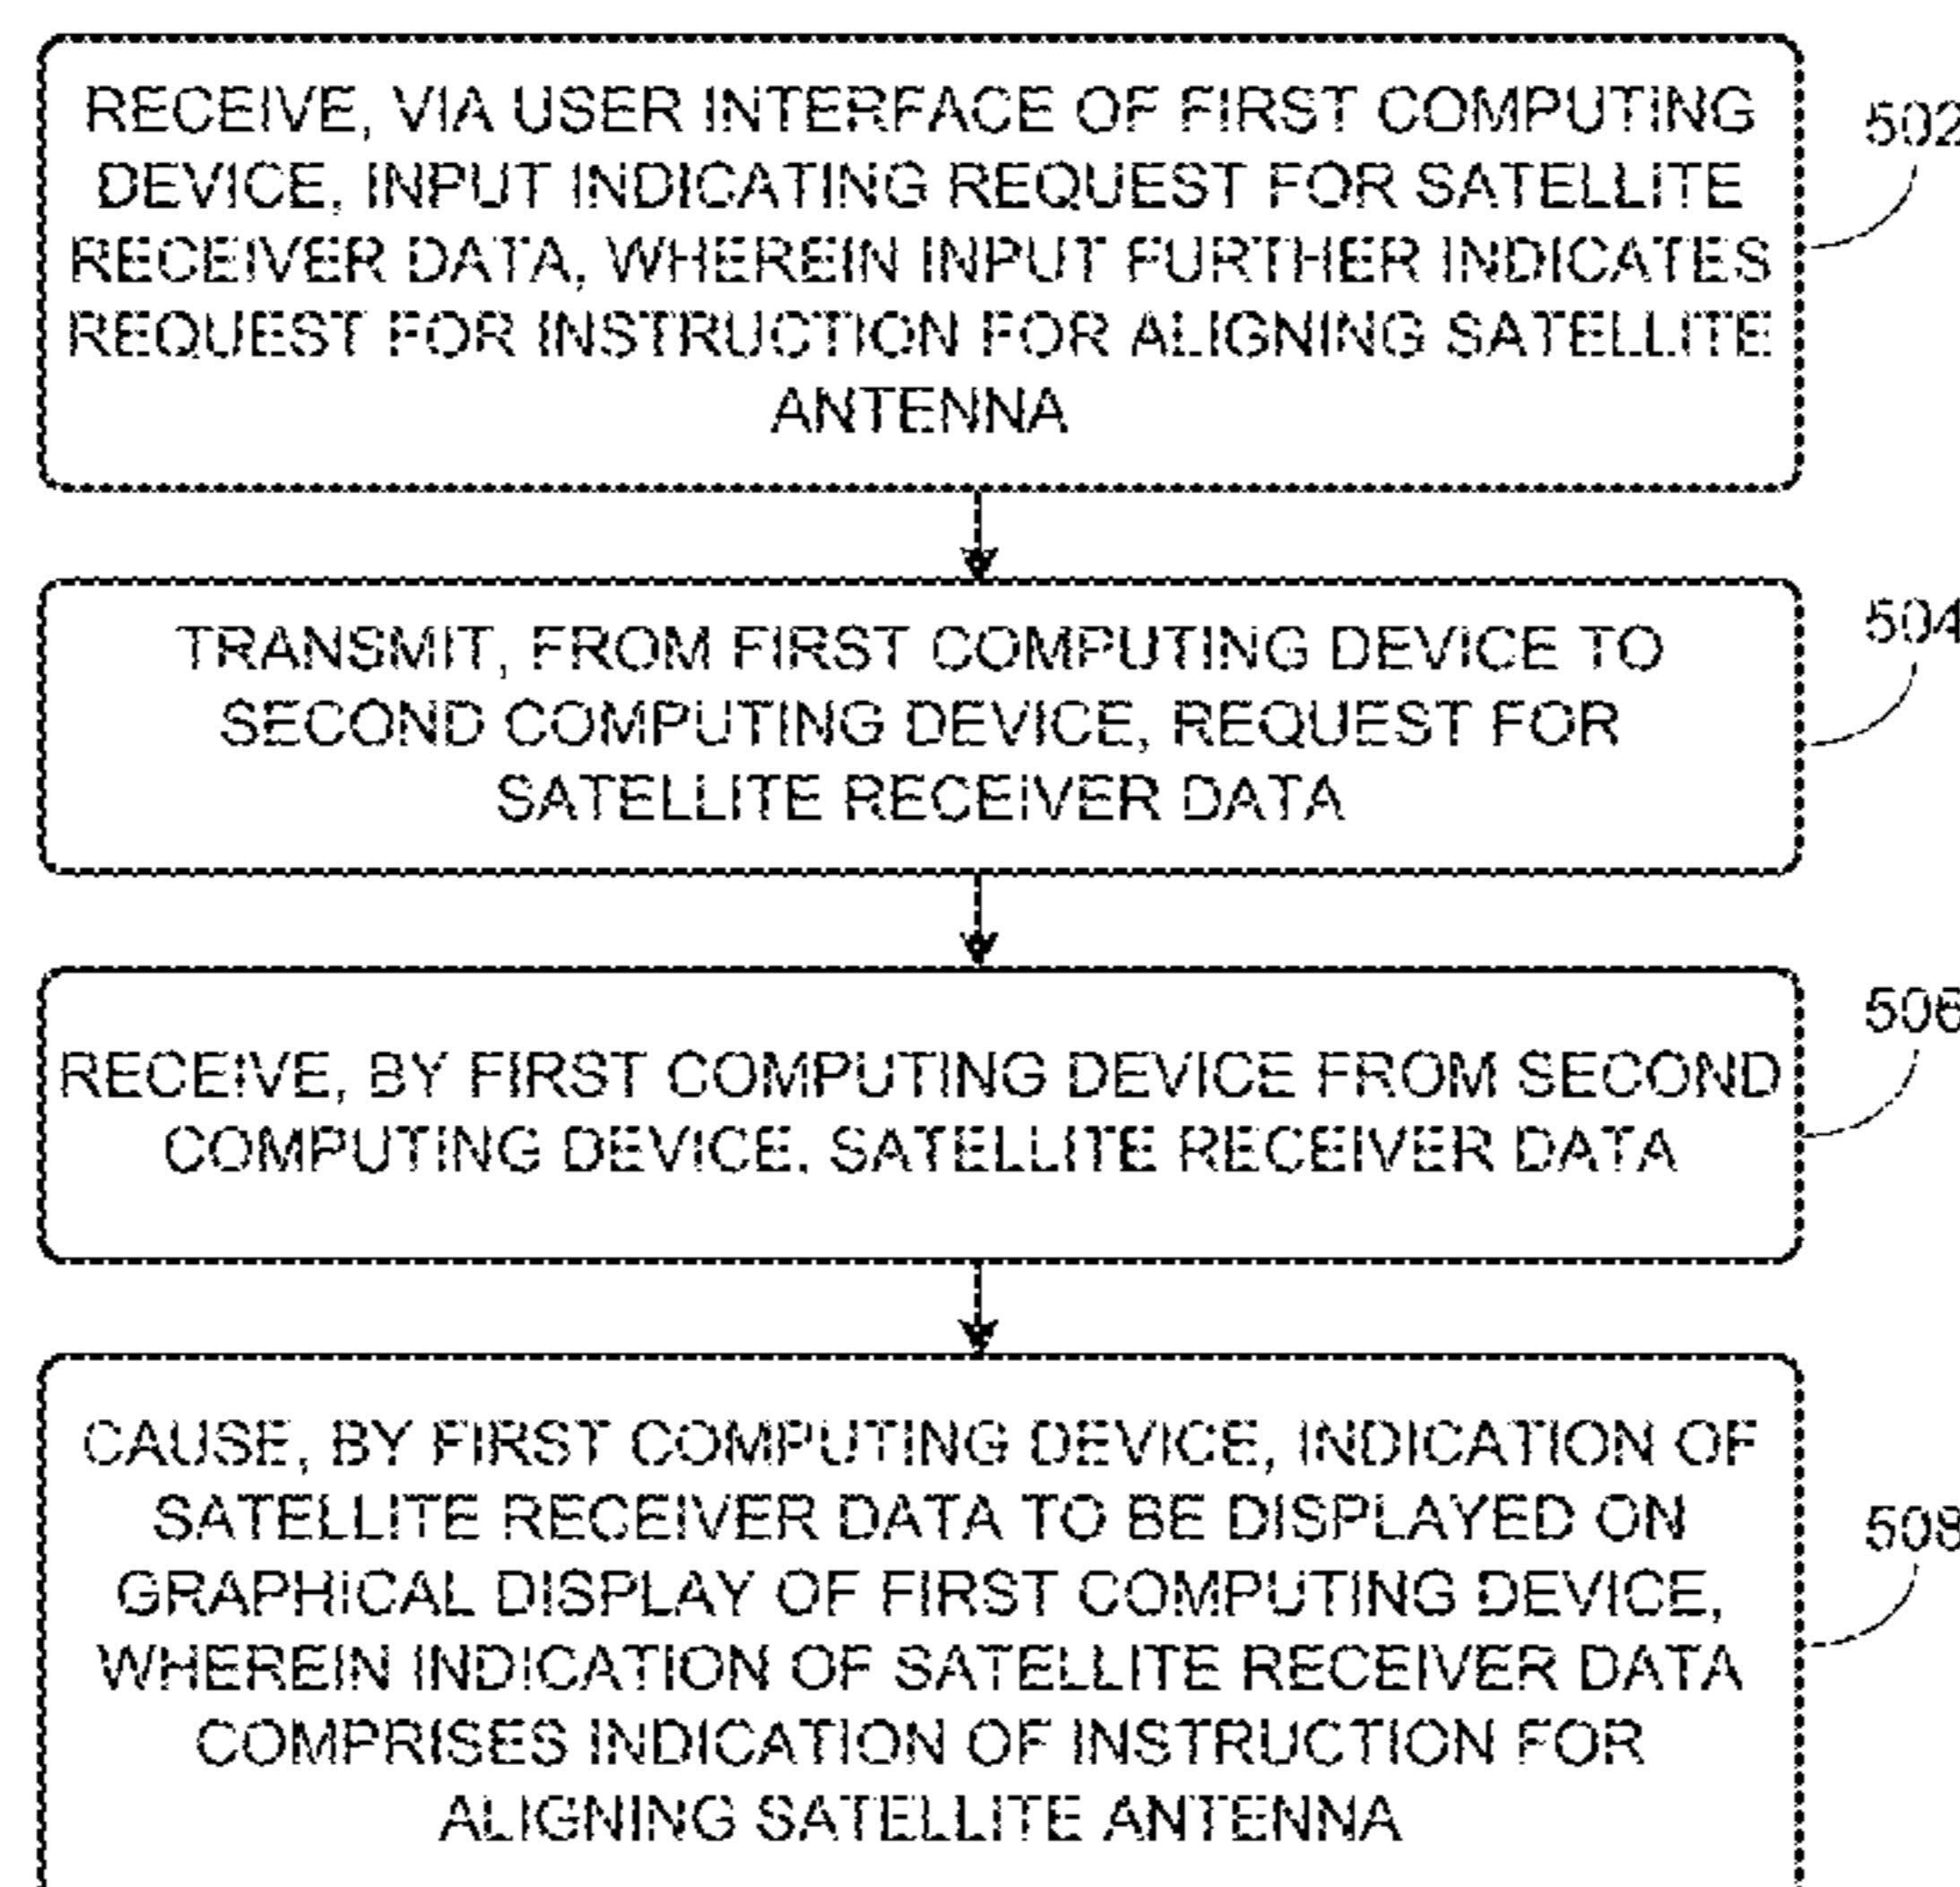 RECEIVE, VIA USER INTERFACE OF FIRST COMPUTING
DEVICE, INPUT INDICATING REQUEST FOR SATELLITE
RECEIVER DATA, WHEREIN INPUT FURTHER INDICATES
REQUEST FOR INSTRUCTION FOR ALIGNING SATELLITE
ANTENNA
502
TRANSMIT, FROM FIRST COMPUTING DEVICE TO
SECOND COMPUTING DEVICE, REQUEST FOR
SATELLITE RECEIVER DATA
504
RECEIVE, BY FIRST COMPUTING DEVICE FROM SECOND
COMPUTING DEVICE, SATELLITE RECEIVER DATA
506
CAUSE, BY FIRST COMPUTING DEVICE, INDICATION OF
SATELLITE RECEIVER DATA TO BE DISPLAYED ON
GRAPHICAL DISPLAY OF FIRST COMPUTING DEVICE,
WHEREIN INDICATION OF SATELLITE RECEIVER DATA
COMPRISES INDICATION OF INSTRUCTION FOR
ALIGNING SATELLITE ANTENNA
508